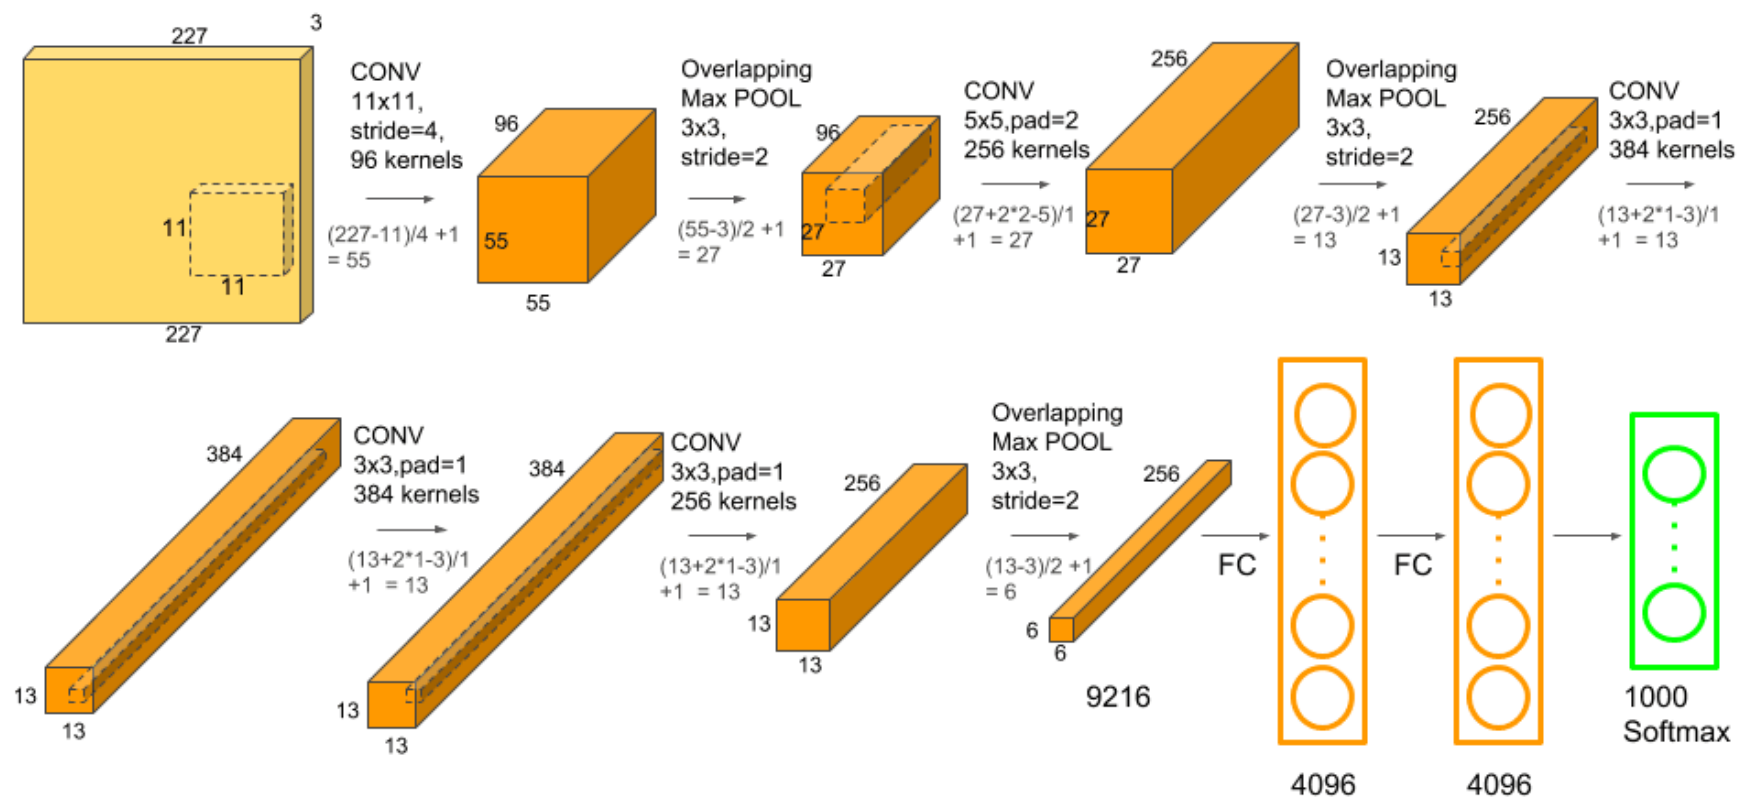 227
3
11
11
227
CONV
11x11,
stride=4,
96 kernels
(227-11)/4 +1
= 55
96
55
55
Overlapping
Max POOL
3x3,
stride=2
(55-3)/2 +1
= 27
96
27
27
CONV
5x5,pad=2
256 kernels
(27+2*2-5)/1
+1 = 27
256
27
27
Overlapping
Max POOL
3x3,
stride=2
(27-3)/2 +1
= 13
256
13
13
CONV
3x3,pad=1
384 kernels
(13+2*1-3)/1
+1 = 13
384
13
13
CONV
3x3,pad=1
384 kernels
(13+2*1-3)/1
+1 = 13
384
13
13
CONV
3x3,pad=1
256 kernels
(13+2*1-3)/1
+1 = 13
256
13
13
Overlapping
Max POOL
3x3,
stride=2
(13-3)/2 +1
= 6
256
6
6
9216
FC
4096
FC
4096
1000
Softmax